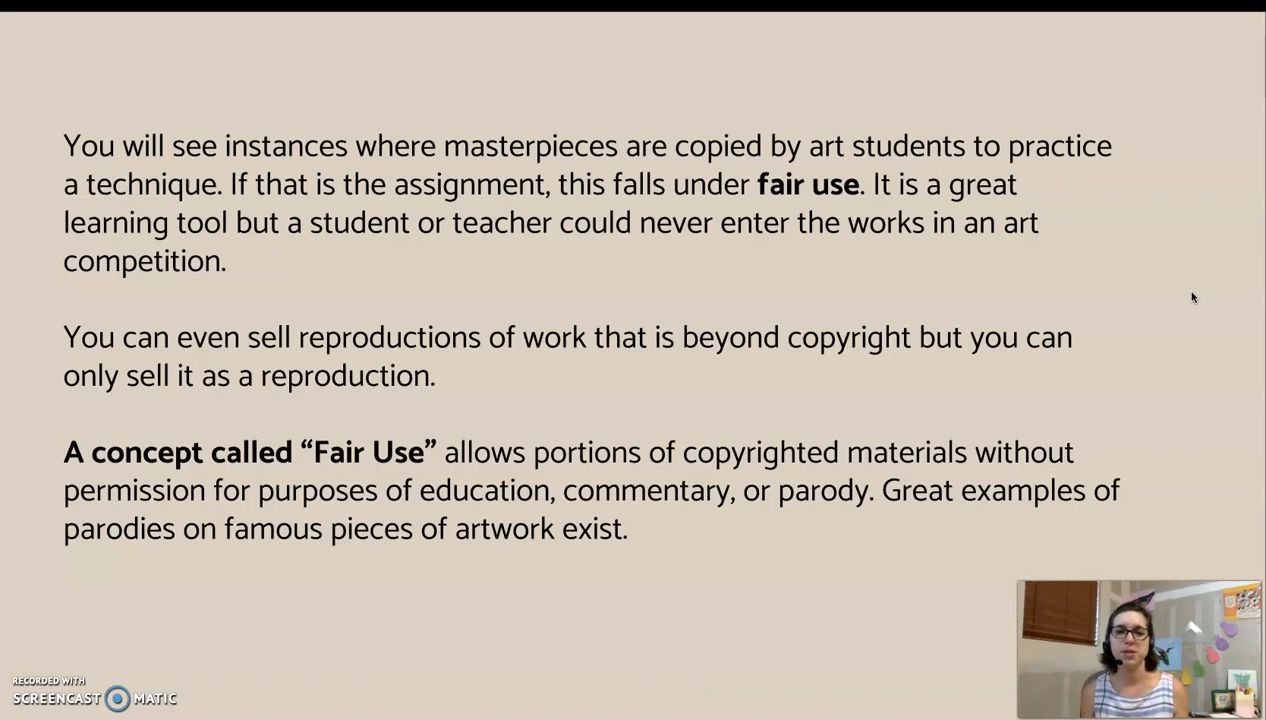 You will see instances where masterpieces are copied by art students to practice
a technique. If that is the assignment, this falls under fair use. It is a great
learning tool but a student or teacher could never enter the works in an art
competition.
You can even sell reproductions of work that is beyond copyright but you can
only sell it as a reproduction.
A concept called “Fair Use” allows portions of copyrighted materials without
permission for purposes of education, commentary, or parody. Great examples of
parodies on famous pieces of artwork exist.
RECORDED WITH
SCREENCAST MATIC